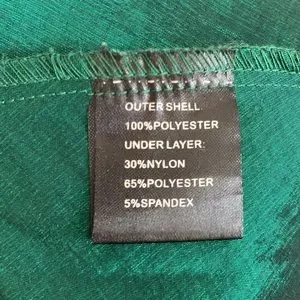 OUTER SHELL
100%POLYESTER
UNDER LAYER:
30%NYLON
65%POLYESTER
5%SPANDEX